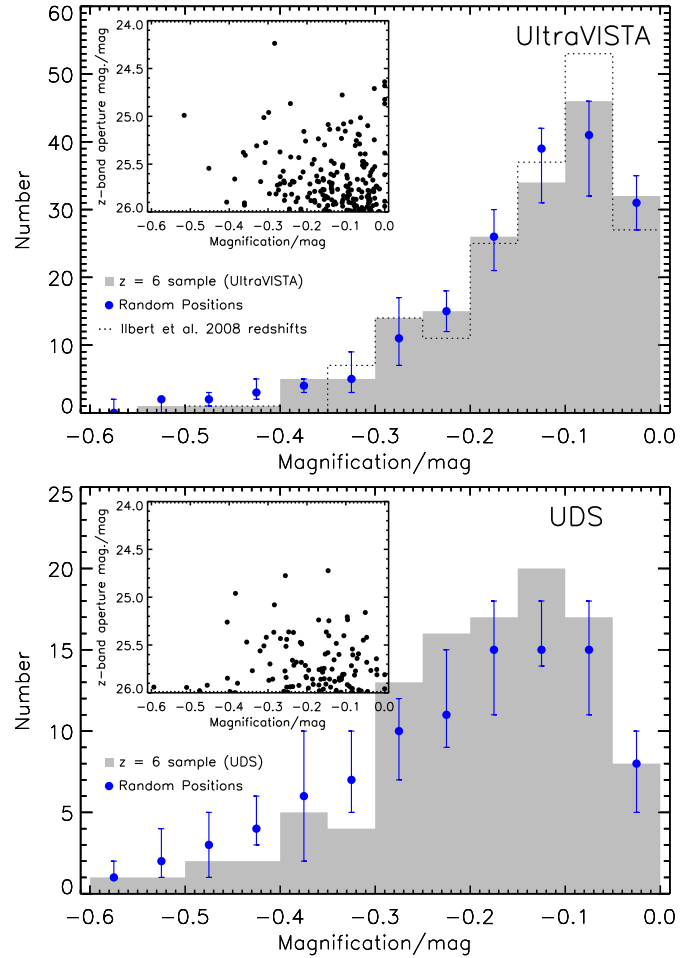 UltraVISTA
60
50
40
30
20
10
0
Number
24.0
24.5
25.0
25.5
26.0
z-band aperture mag./mag
-0.6 -0.5 -0.4 -0.3 -0.2 -0.1 0.0
Magnification/mag
z = 6 sample (UltraVISTA)
Random Positions
Ilbert et al. 2008 redshifts
-0.6 -0.5 -0.4 -0.3 -0.2 -0.1 0.0
Magnification/mag
UDS
25
20
15
10
5
0
Number
24.0
24.5
25.0
25.5
26.0
z-band aperture mag./mag
-0.6 -0.5 -0.4 -0.3 -0.2 -0.1 0.0
Magnification/mag
z = 6 sample (UDS)
Random Positions
-0.6 -0.5 -0.4 -0.3 -0.2 -0.1 0.0
Magnification/mag